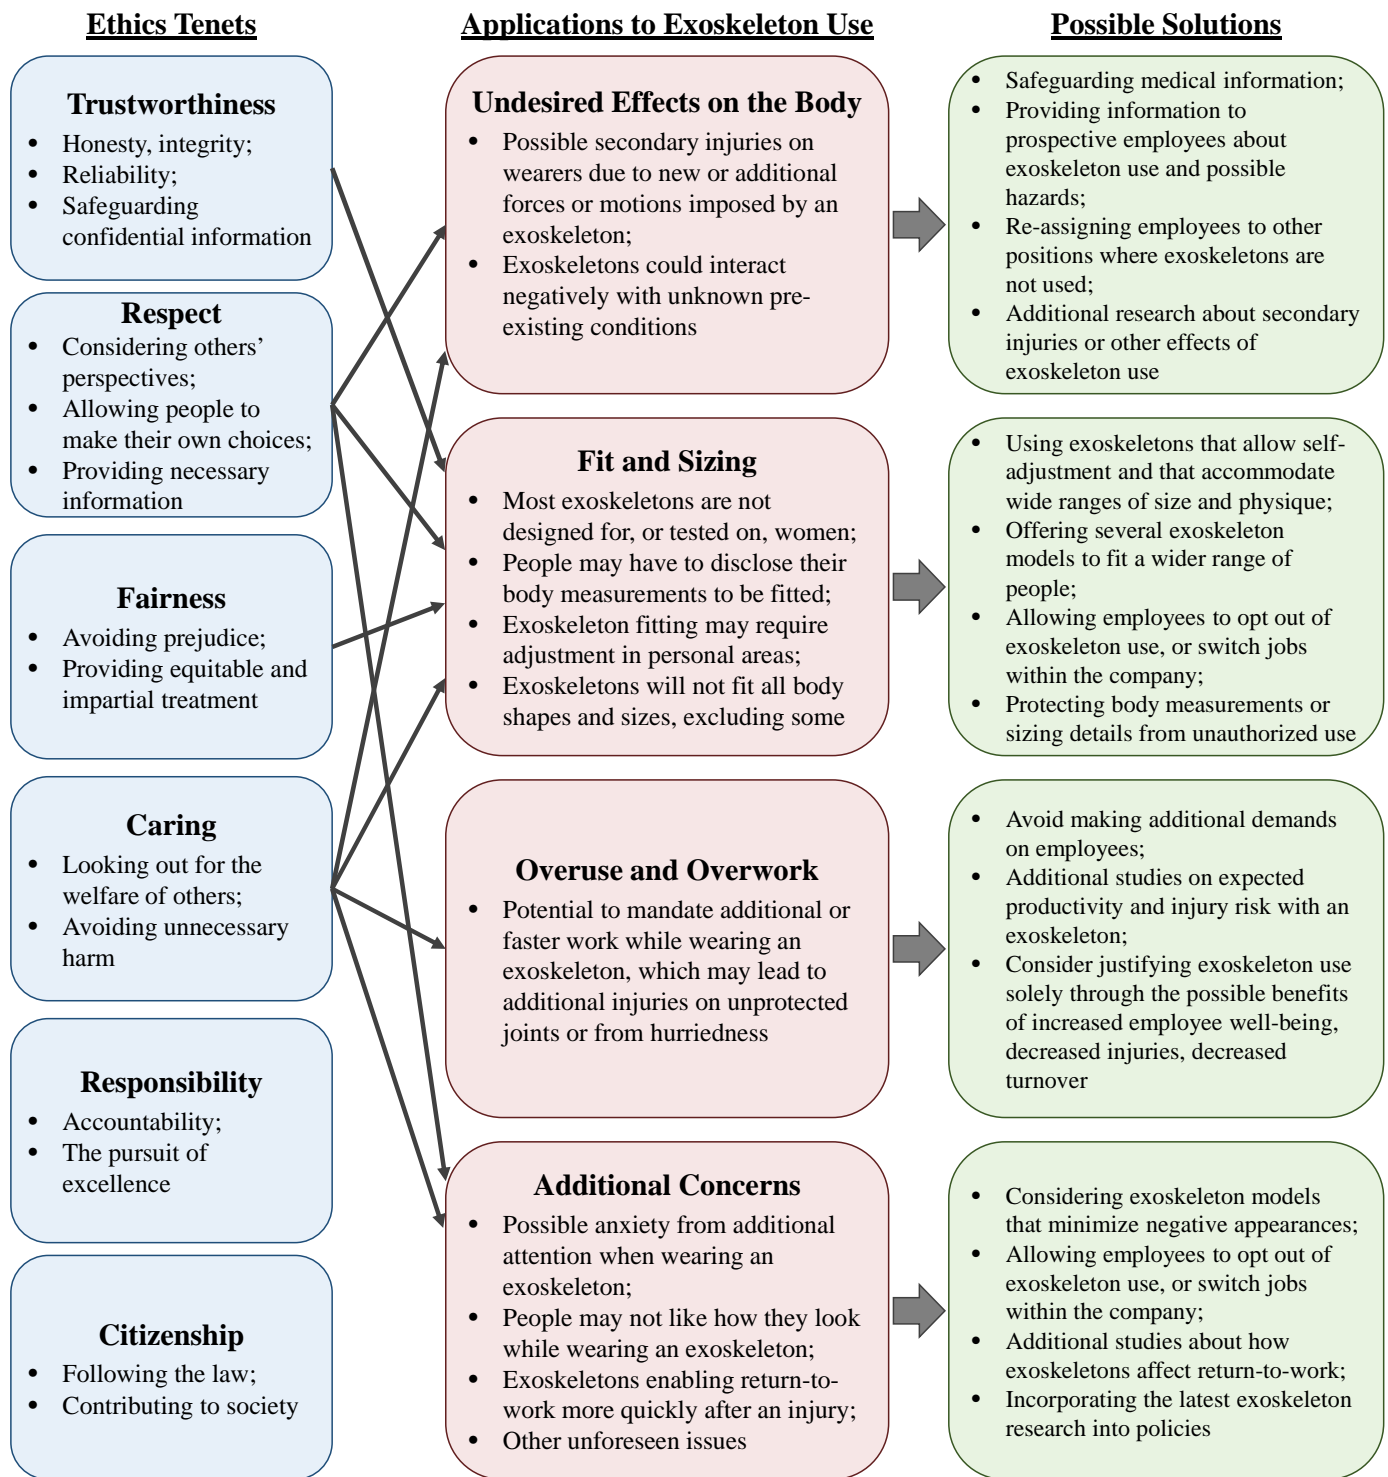 Ethics Tenets
Trustworthiness
• Honesty, integrity;
• Reliability;
• Safeguarding
confidential information
Respect
• Considering others’
perspectives;
• Allowing people to
make their own choices;
• Providing necessary
information
Fairness
• Avoiding prejudice;
• Providing equitable and
impartial treatment
Caring
• Looking out for the
welfare of others;
• Avoiding unnecessary
harm
Responsibility
• Accountability;
• The pursuit of
excellence
Citizenship
• Following the law;
• Contributing to society
Applications to Exoskeleton Use
Undesired Effects on the Body
• Possible secondary injuries on
wearers due to new or additional
forces or motions imposed by an
exoskeleton;
• Exoskeletons could interact
negatively with unknown pre-
existing conditions
Fit and Sizing
• Most exoskeletons are not
designed for, or tested on, women;
• People may have to disclose their
body measurements to be fitted;
• Exoskeleton fitting may require
adjustment in personal areas;
• Exoskeletons will not fit all body
shapes and sizes, excluding some
Overuse and Overwork
• Potential to mandate additional or
faster work while wearing an
exoskeleton, which may lead to
additional injuries on unprotected
joints or from hurriedness
Additional Concerns
• Possible anxiety from additional
attention when wearing an
exoskeleton;
• People may not like how they look
while wearing an exoskeleton;
• Exoskeletons enabling return-to-
work more quickly after an injury;
• Other unforeseen issues
Possible Solutions
• Safeguarding medical information;
• Providing information to
prospective employees about
exoskeleton use and possible
hazards;
• Re-assigning employees to other
positions where exoskeletons are
not used;
• Additional research about secondary
injuries or other effects of
exoskeleton use
• Using exoskeletons that allow self-
adjustment and that accommodate
wide ranges of size and physique;
• Offering several exoskeleton
models to fit a wider range of
people;
• Allowing employees to opt out of
exoskeleton use, or switch jobs
within the company;
• Protecting body measurements or
sizing details from unauthorized use
• Avoid making additional demands
on employees;
• Additional studies on expected
productivity and injury risk with an
exoskeleton;
• Consider justifying exoskeleton use
solely through the possible benefits
of increased employee well-being,
decreased injuries, decreased
turnover
• Considering exoskeleton models
that minimize negative appearances;
• Allowing employees to opt out of
exoskeleton use, or switch jobs
within the company;
• Additional studies about how
exoskeletons affect return-to-work;
• Incorporating the latest exoskeleton
research into policies